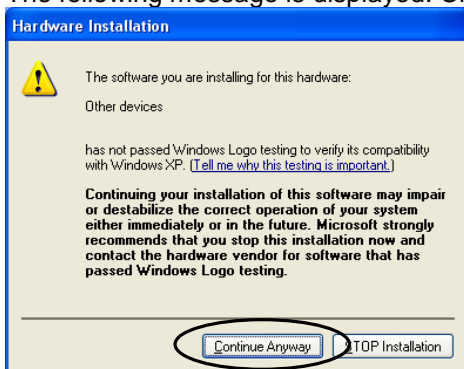 The following message is displayed. C
Hardware Installation
The software you are installing for this hardware:
Other devices
has not passed Windows Logo testing to verify its compatibility
with Windows XP. (Tell me why this testing is important.)
Continuing your installation of this software may impair
or destabilize the correct operation of your system
either immediately or in the future. Microsoft strongly
recommends that you stop this installation now and
contact the hardware vendor for software that has
passed Windows Logo testing.
Continue Anyway STOP Installation